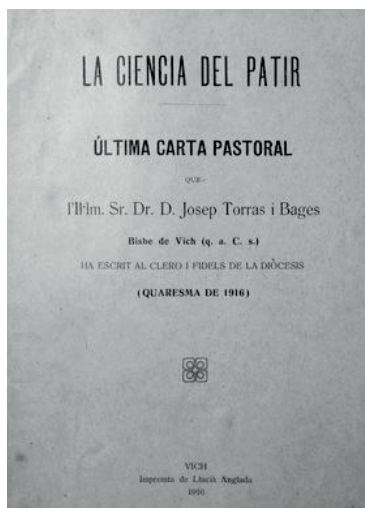 LA CIENCIA DEL PATIR
ÚLTIMA CARTA PASTORAL
QUE
l'Il·lm. Sr. Dr. D. Josep Torras i Bages
Bisbe de Vich (q. a. C. s.)
HA ESCRIT AL CLERO I FIDELS DE LA DIÒCESIS
(QUARESMA DE 1916)
VICH
Impremta de Llucià Anglada
1916